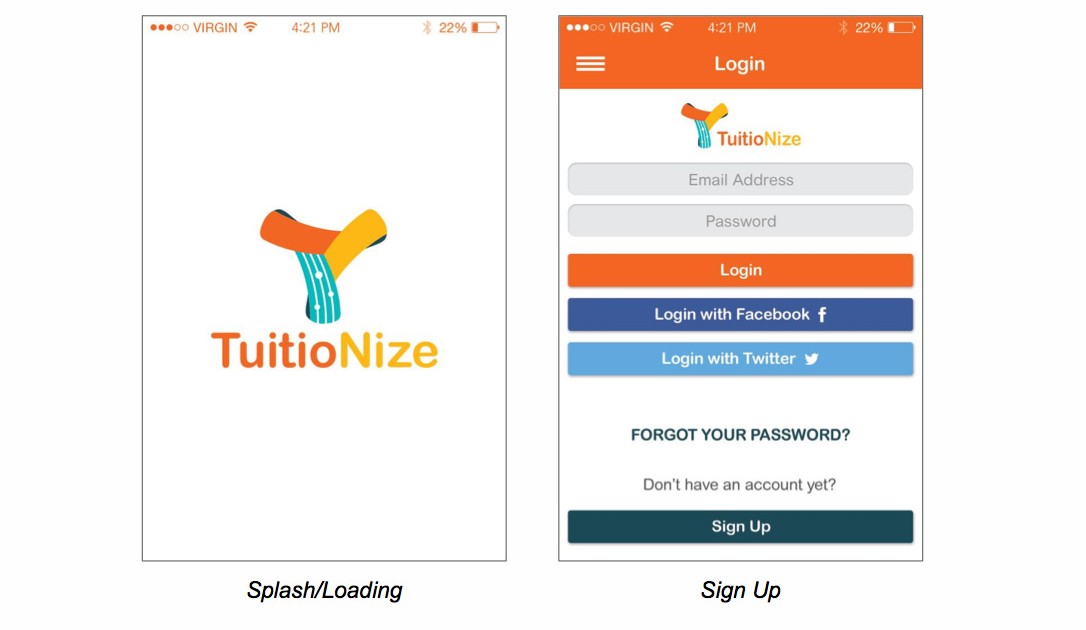 VIRGIN 4:21 PM 22%
TuitioNize
Splash/Loading
VIRGIN 4:21 PM 22%
Login
TuitioNize
Email Address
Password
Login
Login with Facebook f
Login with Twitter
FORGOT YOUR PASSWORD?
Don't have an account yet?
Sign Up
Sign Up